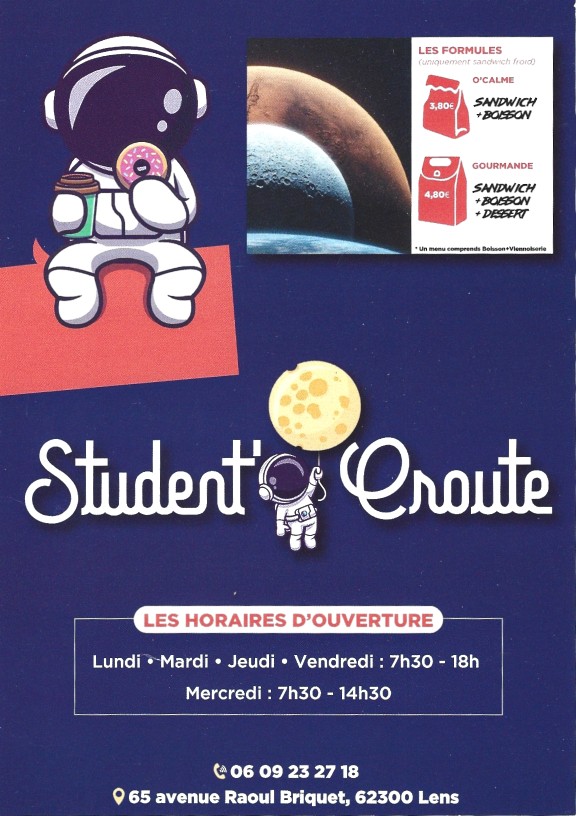 LES FORMULES
(uniquement sandwich froid)
O'CALME
3,80€
SANDWICH
+BOISSON
GOURMANDE
4,80€
SANDWICH
+BOISSON
+DESSERT
* Un menu comprends Boisson+Viennoiserie
Student' Croute
LES HORAIRES D'OUVERTURE
Lundi • Mardi • Jeudi • Vendredi : 7h30 - 18h
Mercredi : 7h30 - 14h30
06 09 23 27 18
65 avenue Raoul Briquet, 62300 Lens